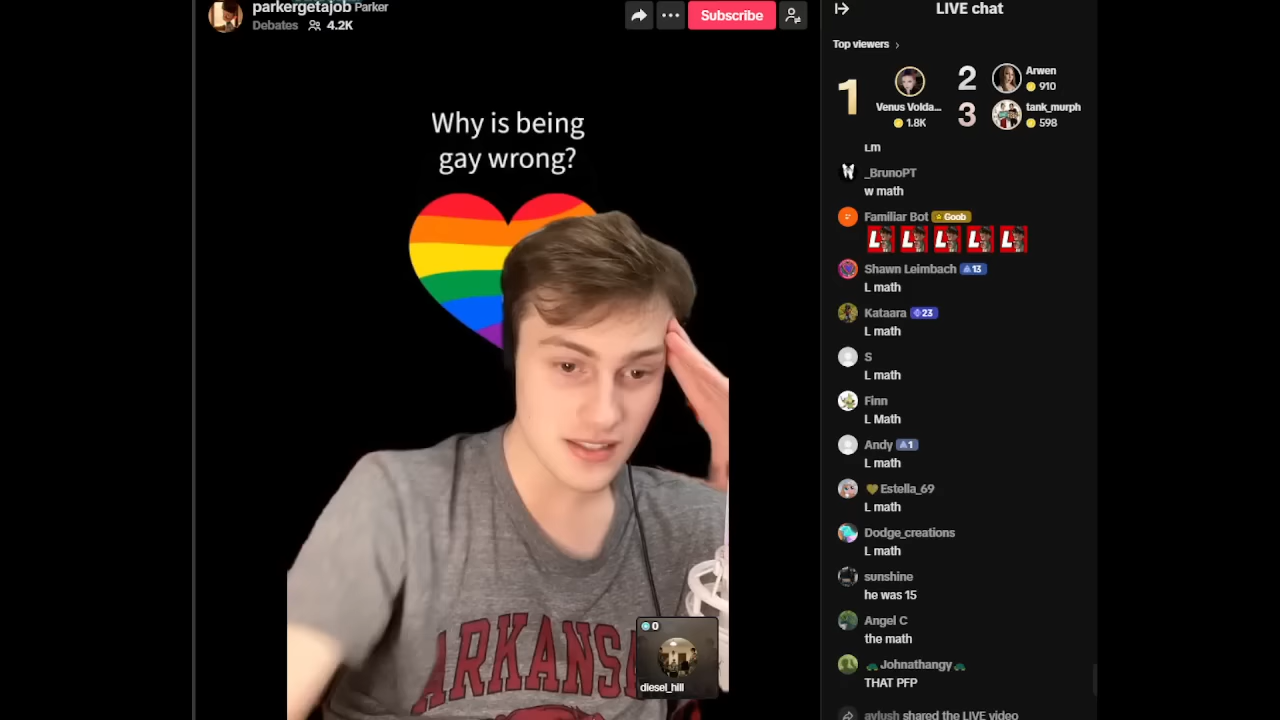 parkergetajob Parker
Debates 4.2K
Subscribe
LIVE chat
Top viewers
1
Venus Volda...
1.8K
2
Arwen
910
3
tank_murph
598
Why is being
gay wrong?
ARKANSA
0
diesel_hill
_BrunoPT
w math
Familiar Bot Goob
L L L L L
Shawn Leimbach 13
L math
Kataara 23
L math
S
L math
Finn
L Math
Andy 1
L math
Estella_69
L math
Dodge_creations
L math
sunshine
he was 15
Angel C
the math
Johnathangy
THAT PFP
shared the LIVE video